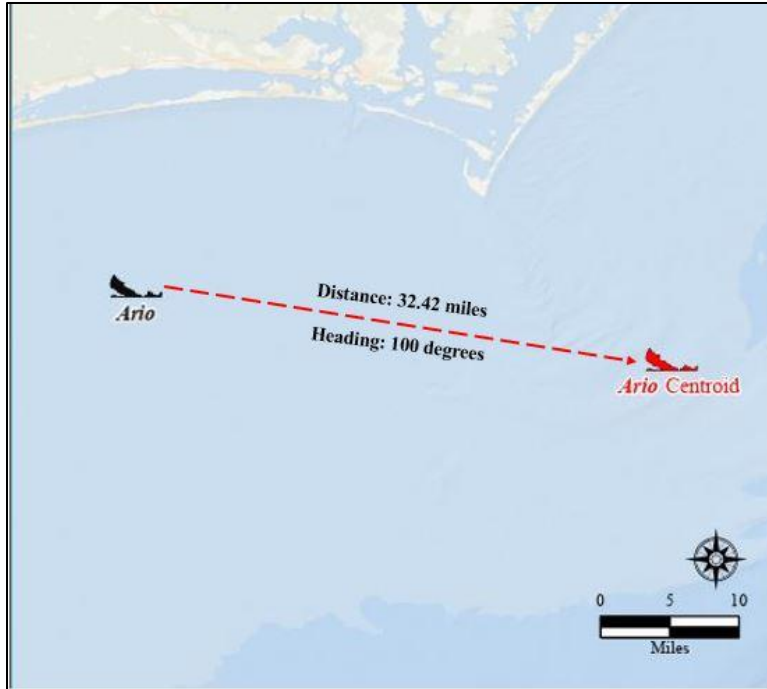 Distance: 32.42 miles
Ario
Heading: 100 degrees
Ario Centroid
0 5 10
Miles